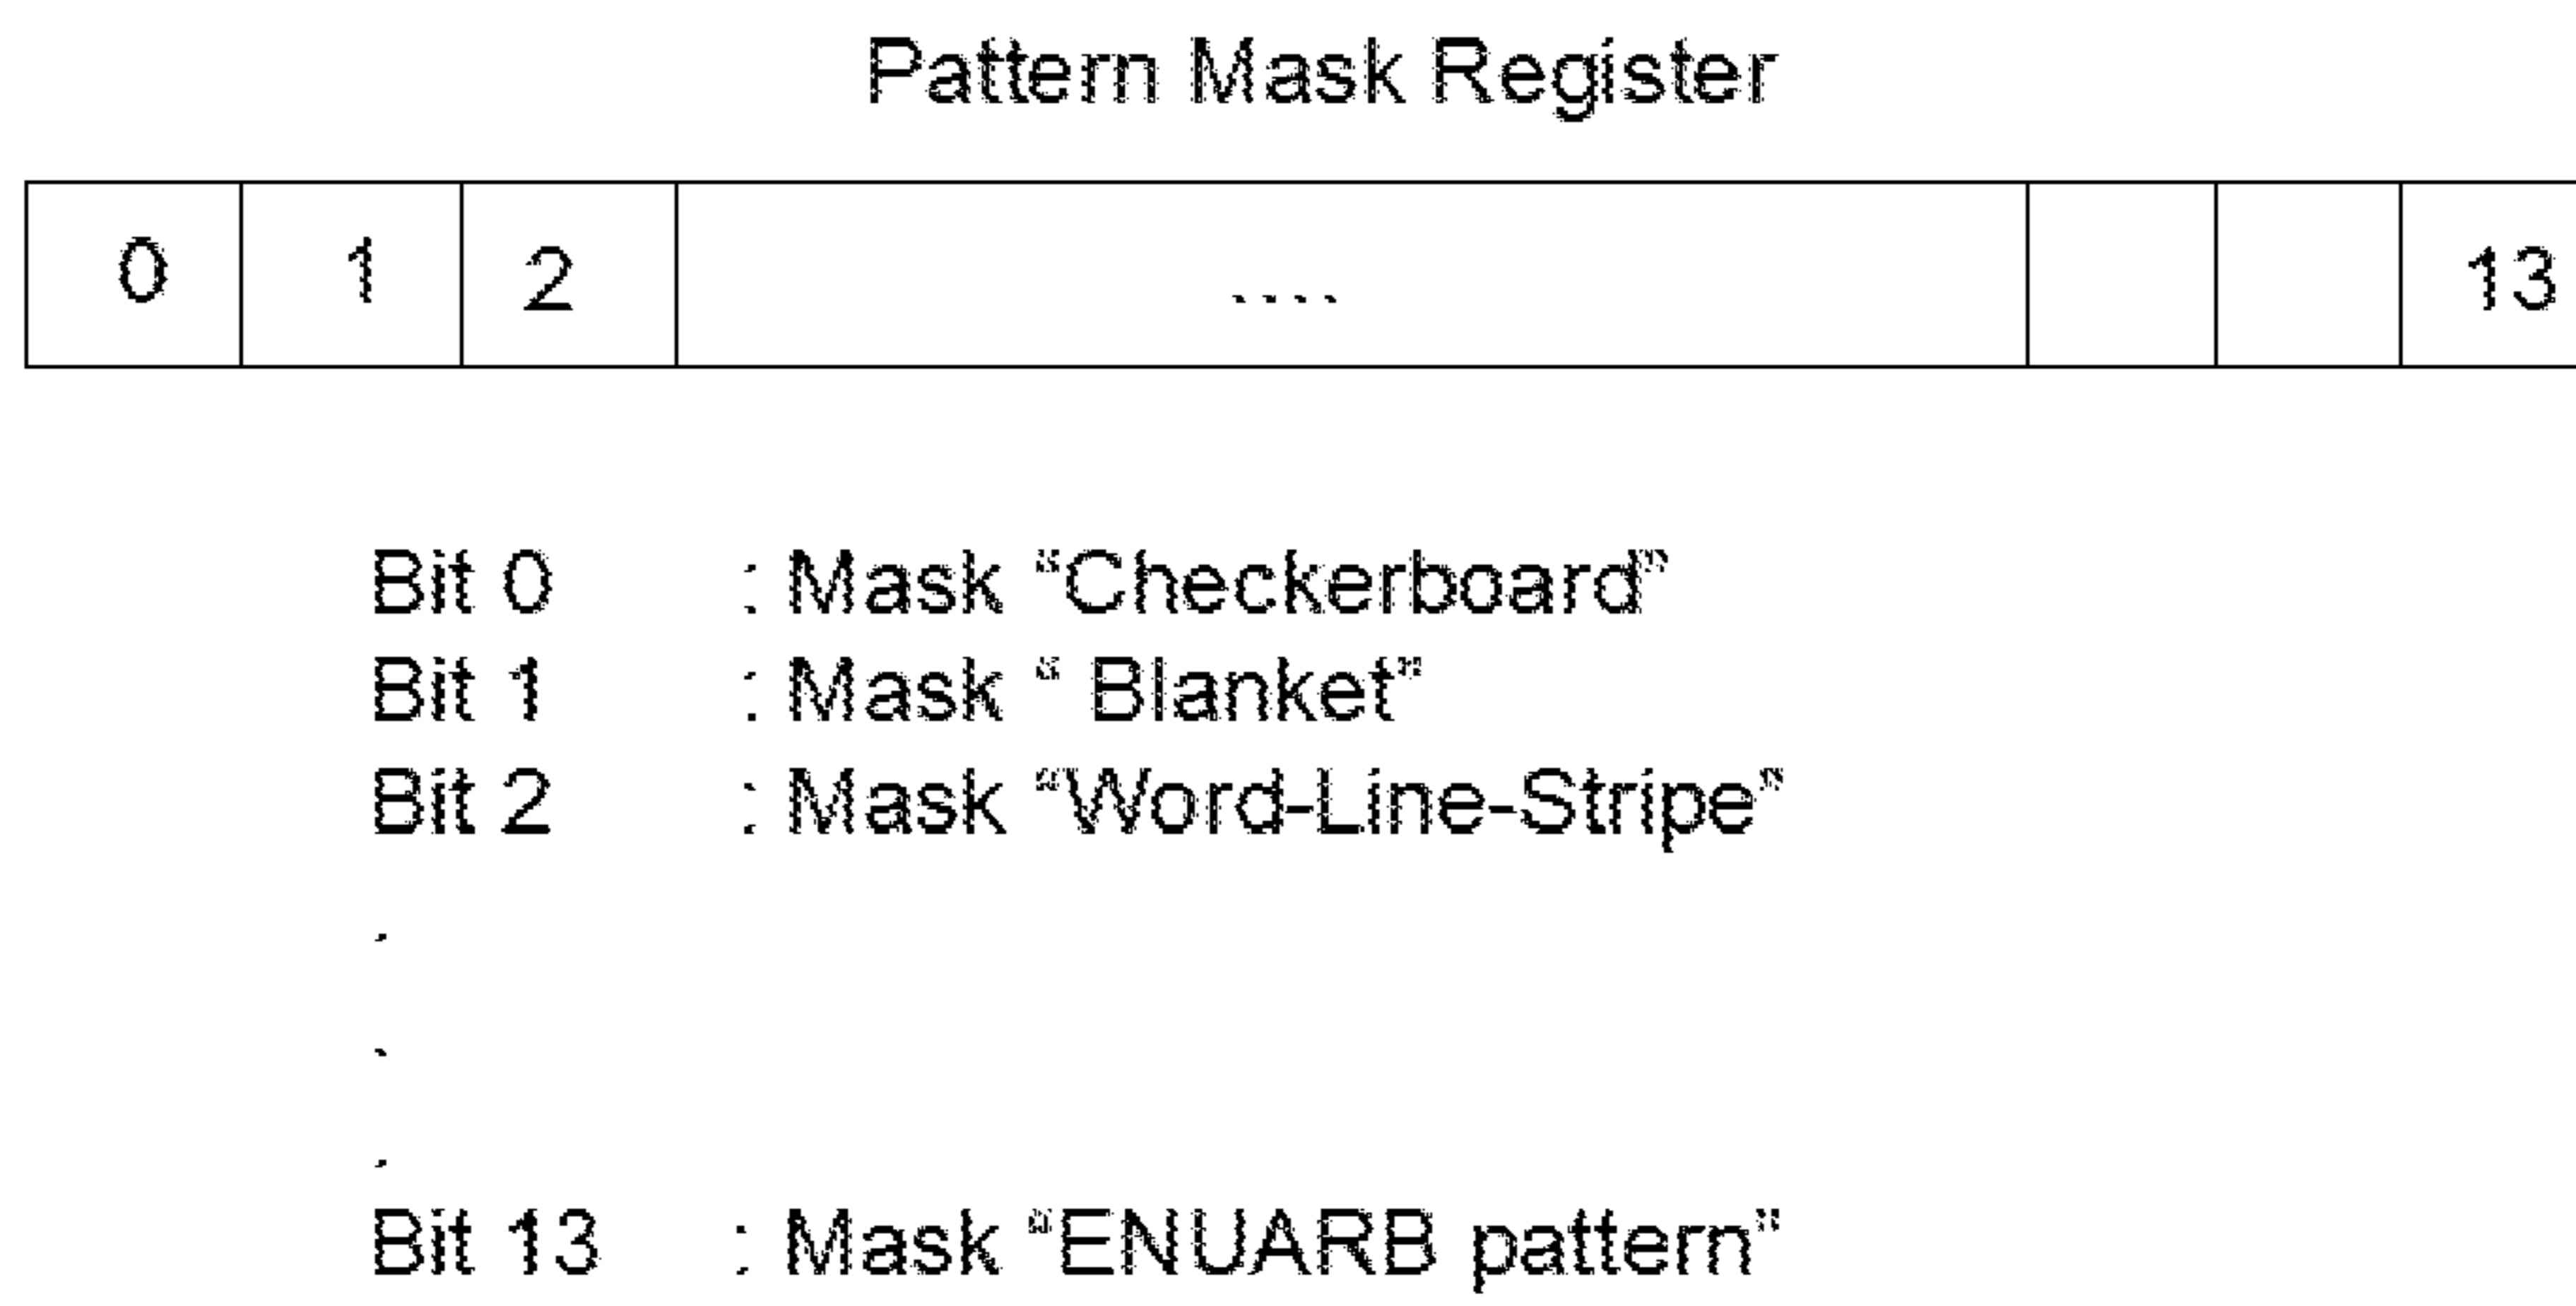 Pattern Mask Register
0 1 2 .... 13
Bit 0 : Mask “Checkerboard”
Bit 1 : Mask “ Blanket”
Bit 2 : Mask “Word-Line-Stripe”
.
.
.
Bit 13 : Mask “ENUARB pattern”